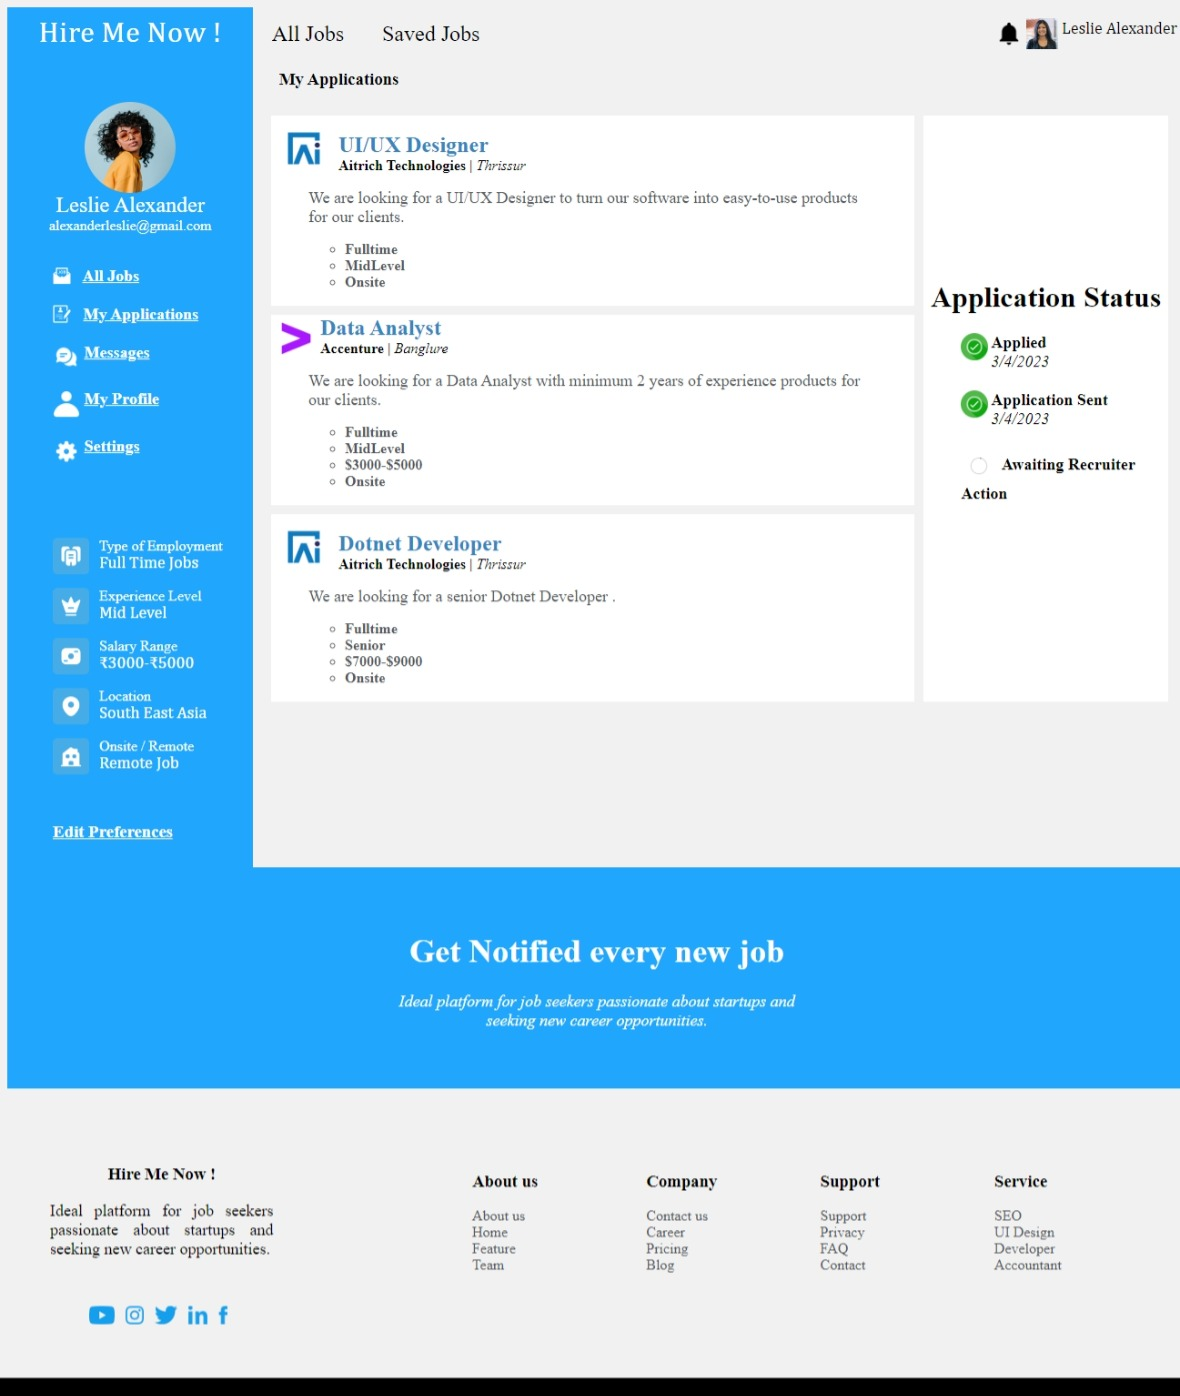 Hire Me Now !
All Jobs
Saved Jobs
Leslie Alexander
My Applications
Leslie Alexander
alexanderleslie@gmail.com
All Jobs
My Applications
Messages
My Profile
Settings
Type of Employment
Full Time Jobs
Experience Level
Mid Level
Salary Range
₹3000-₹5000
Location
South East Asia
Onsite / Remote
Remote Job
Edit Preferences
UI/UX Designer
Aitrich Technologies | Thrissur
We are looking for a UI/UX Designer to turn our software into easy-to-use products
for our clients.
Fulltime
MidLevel
Onsite
Data Analyst
Accenture | Banglure
We are looking for a Data Analyst with minimum 2 years of experience products for
our clients.
Fulltime
MidLevel
$3000-$5000
Onsite
Dotnet Developer
Aitrich Technologies | Thrissur
We are looking for a senior Dotnet Developer .
Fulltime
Senior
$7000-$9000
Onsite
Application Status
Applied
3/4/2023
Application Sent
3/4/2023
Awaiting Recruiter
Action
Get Notified every new job
Ideal platform for job seekers passionate about startups and
seeking new career opportunities.
Hire Me Now !
Ideal platform for job seekers
passionate about startups and
seeking new career opportunities.
About us
About us
Home
Feature
Team
Company
Contact us
Career
Pricing
Blog
Support
Support
Privacy
FAQ
Contact
Service
SEO
UI Design
Developer
Accountant